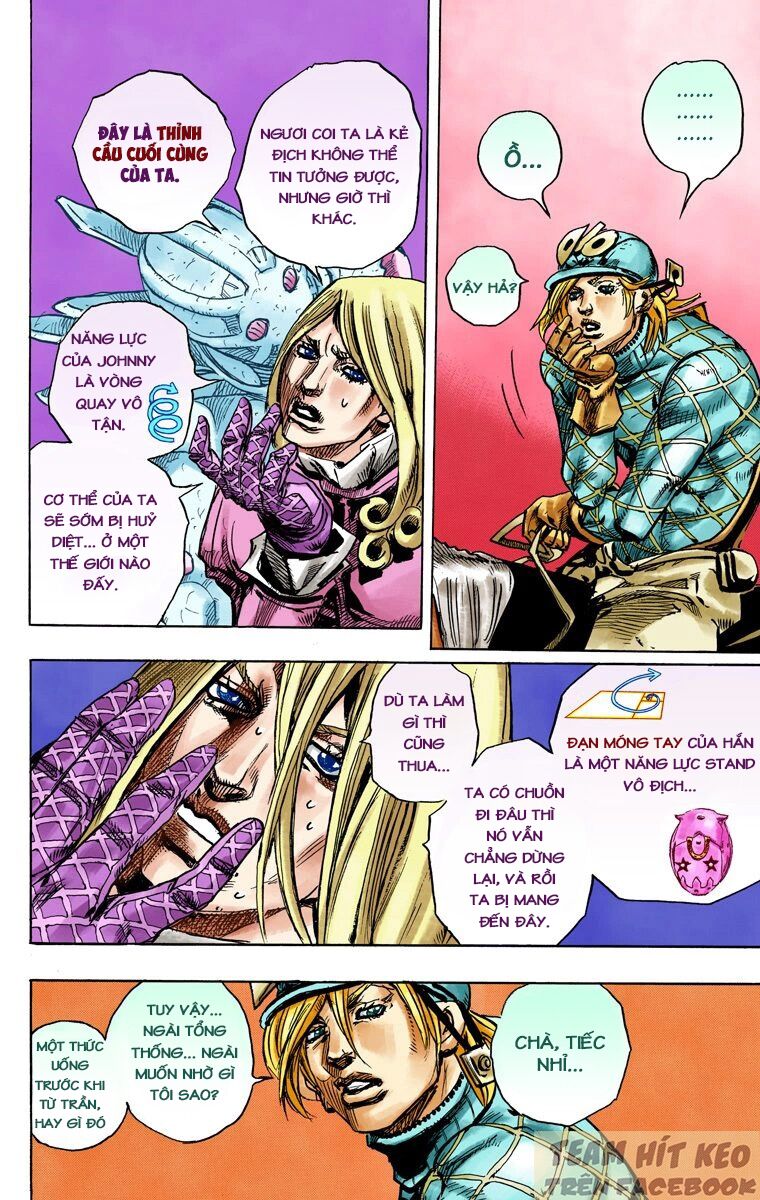 ......
......
......
Ồ...
VẬY HẢ?
NGƯƠI COI TA LÀ KẺ
ĐỊCH KHÔNG THỂ
TIN TƯỞNG ĐƯỢC,
NHƯNG GIỜ THÌ
KHÁC.
ĐÂY LÀ THỈNH
CẦU CUỐI CÙNG
CỦA TA.
NĂNG LỰC
CỦA JOHNNY
LÀ VÒNG
QUAY VÔ
TẬN.
CƠ THỂ CỦA TA
SẼ SỚM BỊ HUỶ
DIỆT... Ở MỘT
THẾ GIỚI NÀO
ĐẤY.
ĐẠN MÓNG TAY CỦA HẮN
LÀ MỘT NĂNG LỰC STAND
VÔ ĐỊCH...
TA CÓ CHUỒN
ĐI ĐÂU THÌ
NÓ VẪN
CHẲNG DỪNG
LẠI, VÀ RỒI
TA BỊ MANG
ĐẾN ĐÂY.
DÙ TA LÀM
GÌ THÌ
CŨNG
THUA...
CHÀ, TIẾC
NHỈ...
TUY VẬY...
NGÀI TỔNG
THỐNG... NGÀI
MUỐN NHỜ GÌ
TÔI SAO?
MỘT THỨC
UỐNG
TRƯỚC KHI
TỪ TRẦN,
HAY GÌ ĐÓ
TEAM HÍT KEO
TRÊN FACEBOOK